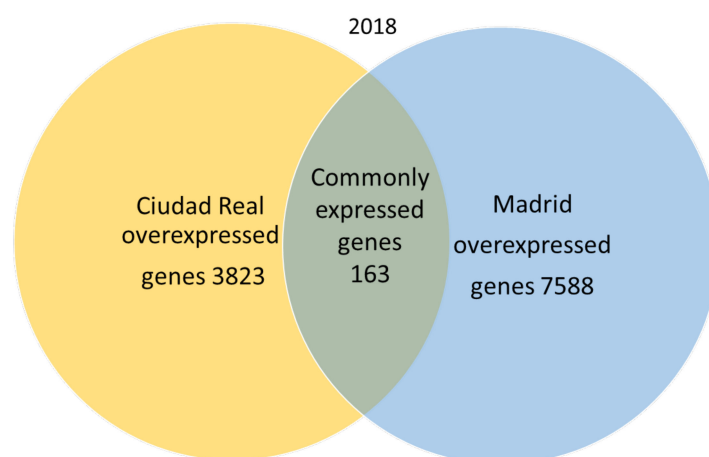 2018
Ciudad Real
overexpressed
genes 3823
Commonly
expressed
genes
163
Madrid
overexpressed
genes 7588